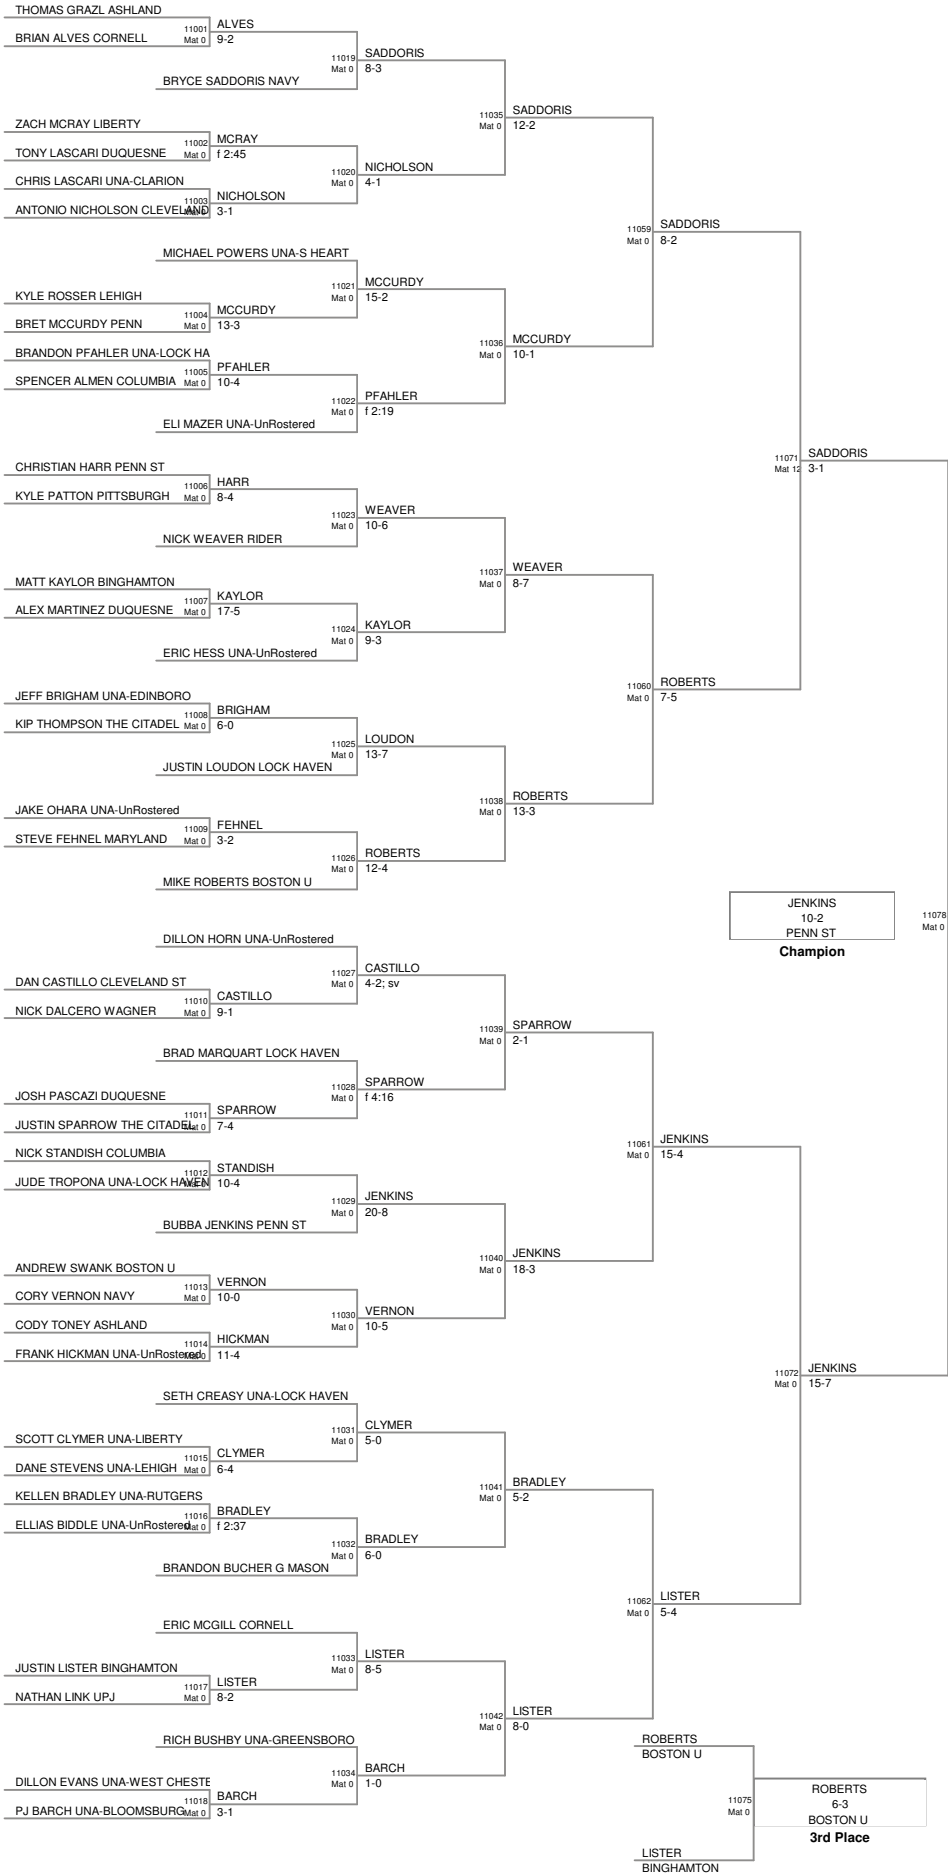 THOMAS GRAZL ASHLAND
11001 ALVES
BRIAN ALVES CORNELL Mat 0 9-2
11019 SADDORIS
Mat 0 8-3
BRYCE SADDORIS NAVY
11035 SADDORIS
Mat 0 12-2
ZACH MCRAY LIBERTY
11002 MCRAY
TONY LASCARI DUQUESNE Mat 0 f 2:45
11020 NICHOLSON
Mat 0 4-1
CHRIS LASCARI UNA-CLARION
11003 NICHOLSON
ANTONIO NICHOLSON CLEVELAND Mat 0 3-1
11059 SADDORIS
Mat 0 8-2
MICHAEL POWERS UNA-S HEART
11021 MCCURDY
Mat 0 15-2
KYLE ROSSER LEHIGH
11004 MCCURDY
BRET MCCURDY PENN Mat 0 13-3
11036 MCCURDY
Mat 0 10-1
BRANDON PFAHLER UNA-LOCK HA
11005 PFAHLER
SPENCER ALMEN COLUMBIA Mat 0 10-4
11022 PFAHLER
Mat 0 f 2:19
ELI MAZER UNA-UnRostered
11071 SADDORIS
Mat 12 3-1
CHRISTIAN HARR PENN ST
11006 HARR
KYLE PATTON PITTSBURGH Mat 0 8-4
11023 WEAVER
Mat 0 10-6
NICK WEAVER RIDER
11037 WEAVER
Mat 0 8-7
MATT KAYLOR BINGHAMTON
11007 KAYLOR
ALEX MARTINEZ DUQUESNE Mat 0 17-5
11024 KAYLOR
Mat 0 9-3
ERIC HESS UNA-UnRostered
11060 ROBERTS
Mat 0 7-5
JEFF BRIGHAM UNA-EDINBORO
11008 BRIGHAM
KIP THOMPSON THE CITADEL Mat 0 6-0
11025 LOUDON
Mat 0 13-7
JUSTIN LOUDON LOCK HAVEN
11038 ROBERTS
Mat 0 13-3
JAKE OHARA UNA-UnRostered
11009 FEHNEL
STEVE FEHNEL MARYLAND Mat 0 3-2
11026 ROBERTS
Mat 0 12-4
MIKE ROBERTS BOSTON U
JENKINS
10-2
PENN ST
Champion
11078
Mat 0
DILLON HORN UNA-UnRostered
11027 CASTILLO
Mat 0 4-2; sv
DAN CASTILLO CLEVELAND ST
11010 CASTILLO
NICK DALCERO WAGNER Mat 0 9-1
11039 SPARROW
Mat 0 2-1
BRAD MARQUART LOCK HAVEN
11028 SPARROW
Mat 0 f 4:16
JOSH PASCAZI DUQUESNE
11011 SPARROW
JUSTIN SPARROW THE CITADEL Mat 0 7-4
11061 JENKINS
Mat 0 15-4
NICK STANDISH COLUMBIA
11012 STANDISH
JUDE TROPONA UNA-LOCK HAVEN Mat 0 10-4
11029 JENKINS
Mat 0 20-8
BUBBA JENKINS PENN ST
11040 JENKINS
Mat 0 18-3
ANDREW SWANK BOSTON U
11013 VERNON
CORY VERNON NAVY Mat 0 10-0
11030 VERNON
Mat 0 10-5
CODY TONEY ASHLAND
11014 HICKMAN
FRANK HICKMAN UNA-UnRostered Mat 0 11-4
11072 JENKINS
Mat 0 15-7
SETH CREASY UNA-LOCK HAVEN
11031 CLYMER
Mat 0 5-0
SCOTT CLYMER UNA-LIBERTY
11015 CLYMER
DANE STEVENS UNA-LEHIGH Mat 0 6-4
11041 BRADLEY
Mat 0 5-2
KELLEN BRADLEY UNA-RUTGERS
11016 BRADLEY
ELLIAS BIDDLE UNA-UnRostered Mat 0 f 2:37
11032 BRADLEY
Mat 0 6-0
BRANDON BUCHER G MASON
11062 LISTER
Mat 0 5-4
ERIC MCGILL CORNELL
11033 LISTER
Mat 0 8-5
JUSTIN LISTER BINGHAMTON
11017 LISTER
NATHAN LINK UPJ Mat 0 8-2
11042 LISTER
Mat 0 8-0
RICH BUSHBY UNA-GREENSBORO
11034 BARCH
Mat 0 1-0
DILLON EVANS UNA-WEST CHESTE
11018 BARCH
PJ BARCH UNA-BLOOMSBURG Mat 0 3-1
ROBERTS
BOSTON U
11075
Mat 0
ROBERTS
6-3
BOSTON U
3rd Place
LISTER
BINGHAMTON